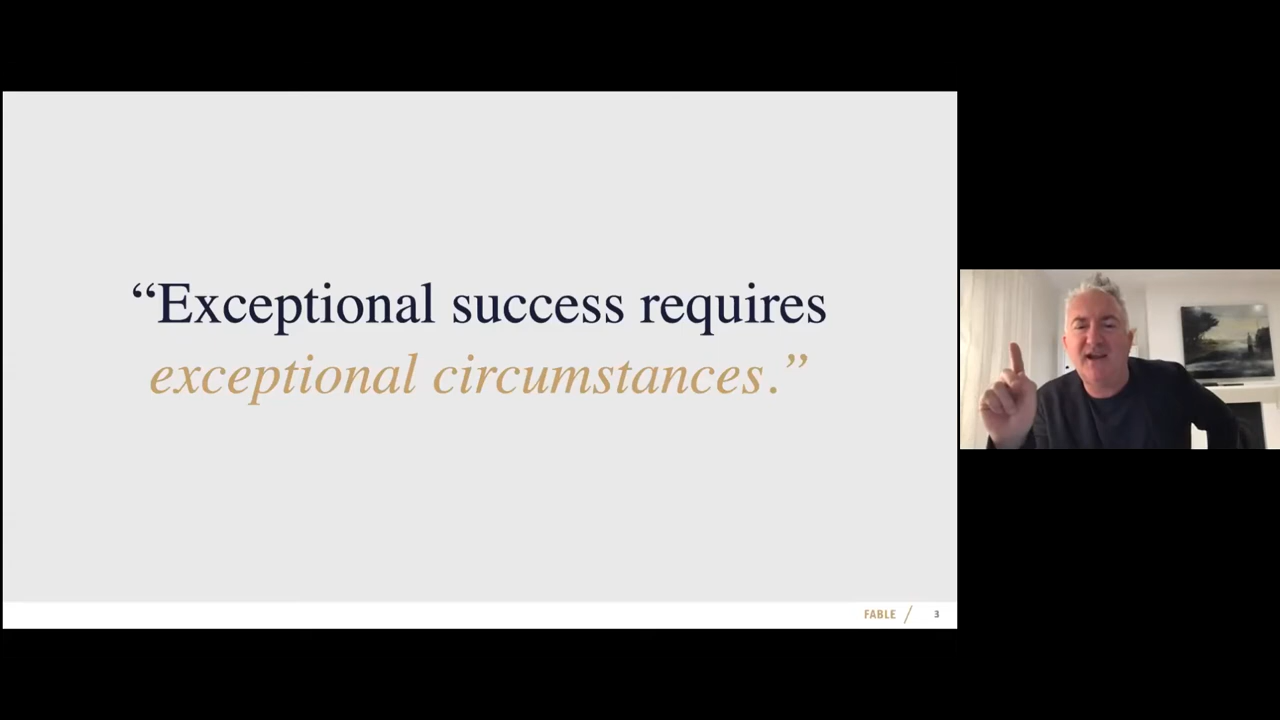 “Exceptional success requires
exceptional circumstances.”
FABLE / 3